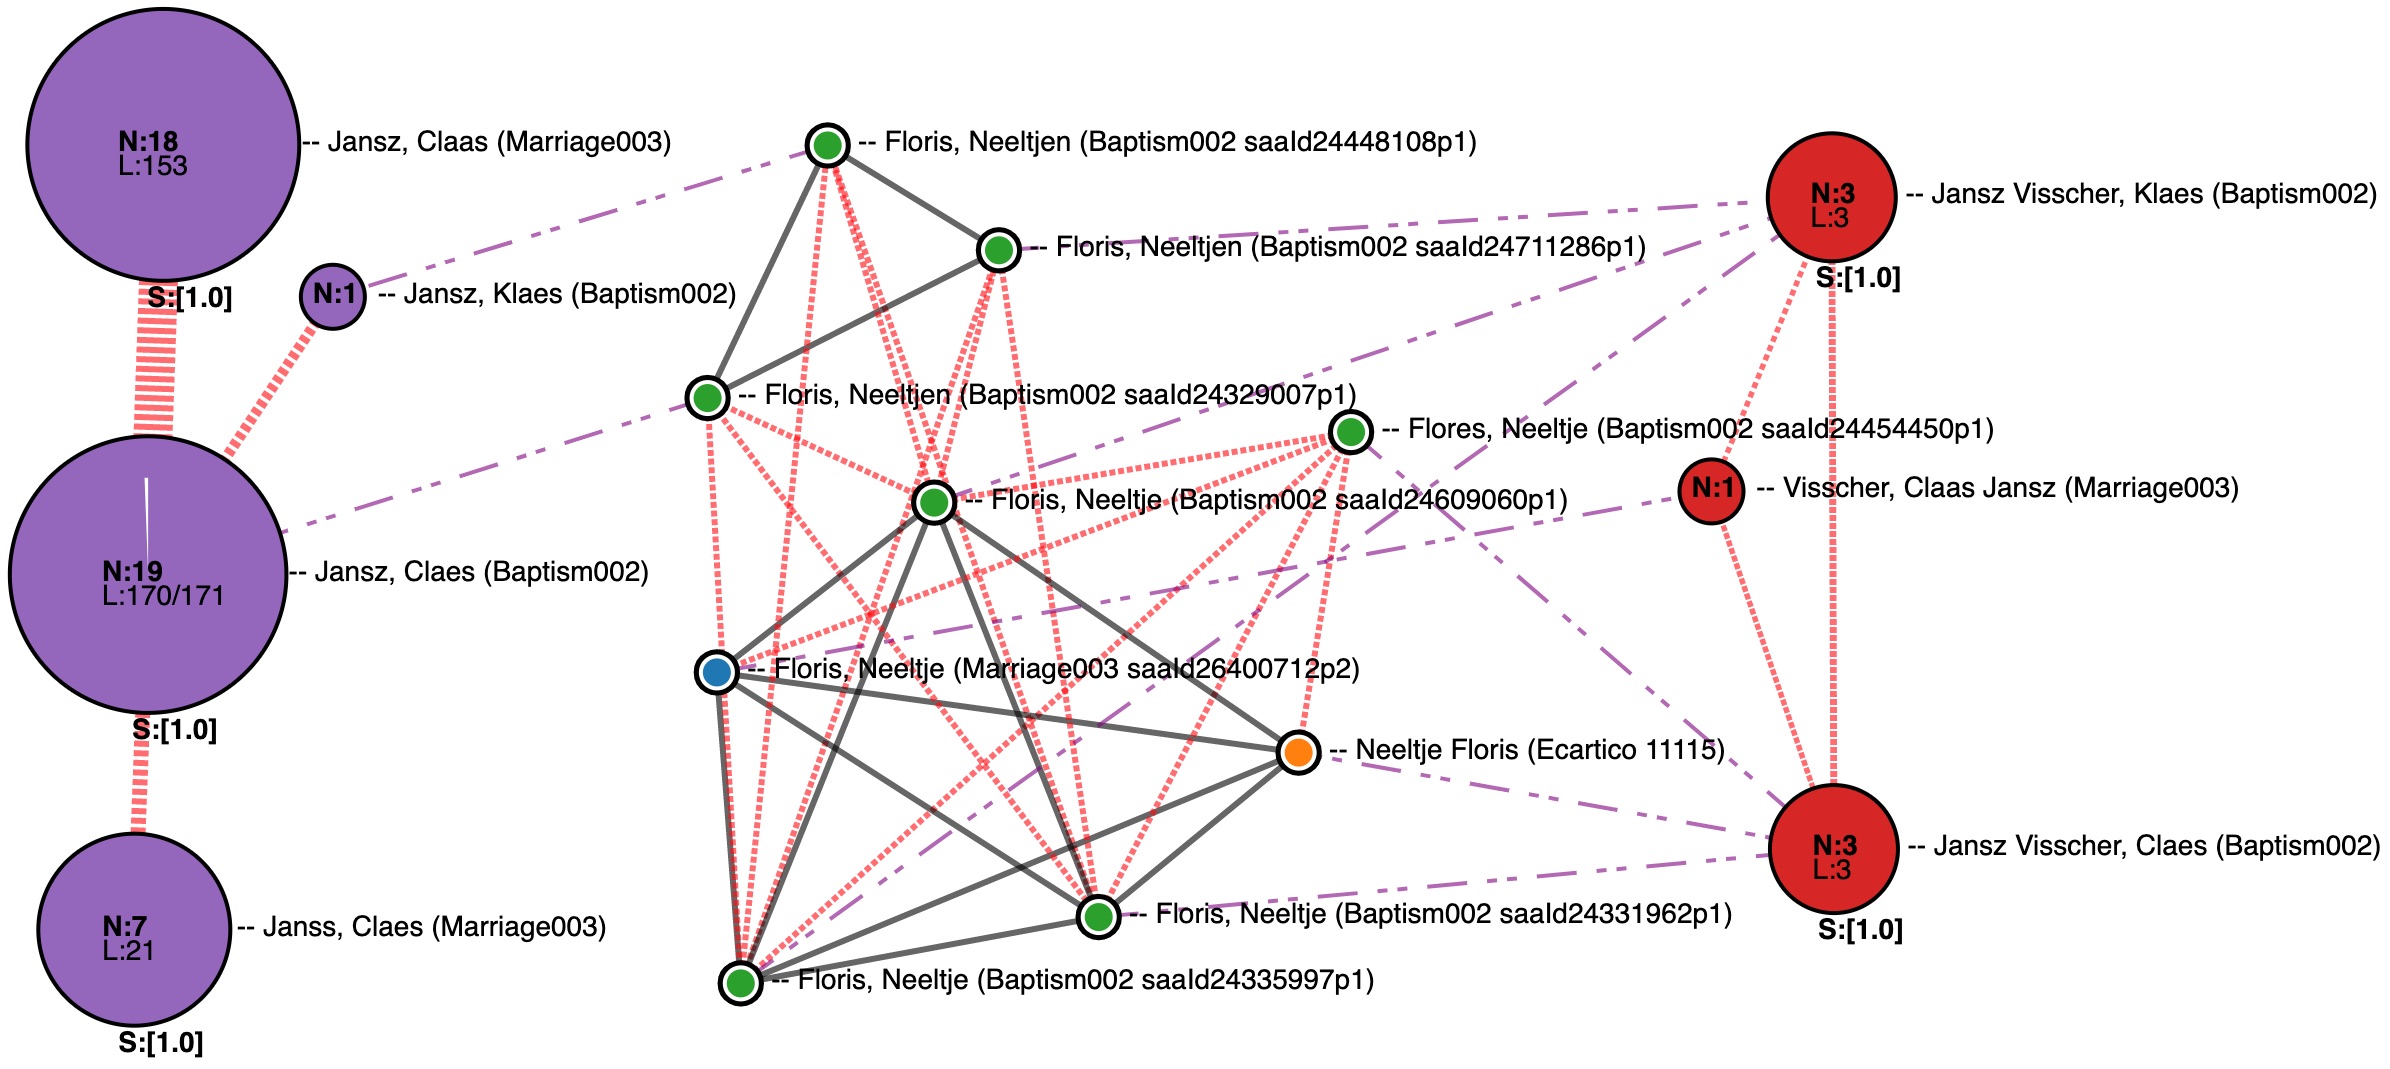 N:18
L:153
-- Jansz, Claas (Marriage003)
S:[1.0]
N:1
-- Jansz, Klaes (Baptism002)
N:19
L:170/171
-- Jansz, Claes (Baptism002)
S:[1.0]
N:7
L:21
-- Janss, Claes (Marriage003)
S:[1.0]
-- Floris, Neeltjen (Baptism002 saaId24448108p1)
-- Floris, Neeltjen (Baptism002 saaId24711286p1)
-- Floris, Neeltjen (Baptism002 saaId24329007p1)
-- Flores, Neeltje (Baptism002 saaId24454450p1)
-- Floris, Neeltje (Baptism002 saaId24609060p1)
-- Floris, Neeltje (Marriage003 saaId26400712p2)
-- Neeltje Floris (Ecartico 11115)
-- Floris, Neeltje (Baptism002 saaId24331962p1)
-- Floris, Neeltje (Baptism002 saaId24335997p1)
N:3
L:3
-- Jansz Visscher, Klaes (Baptism002)
S:[1.0]
N:1
-- Visscher, Claas Jansz (Marriage003)
N:3
L:3
-- Jansz Visscher, Claes (Baptism002)
S:[1.0]